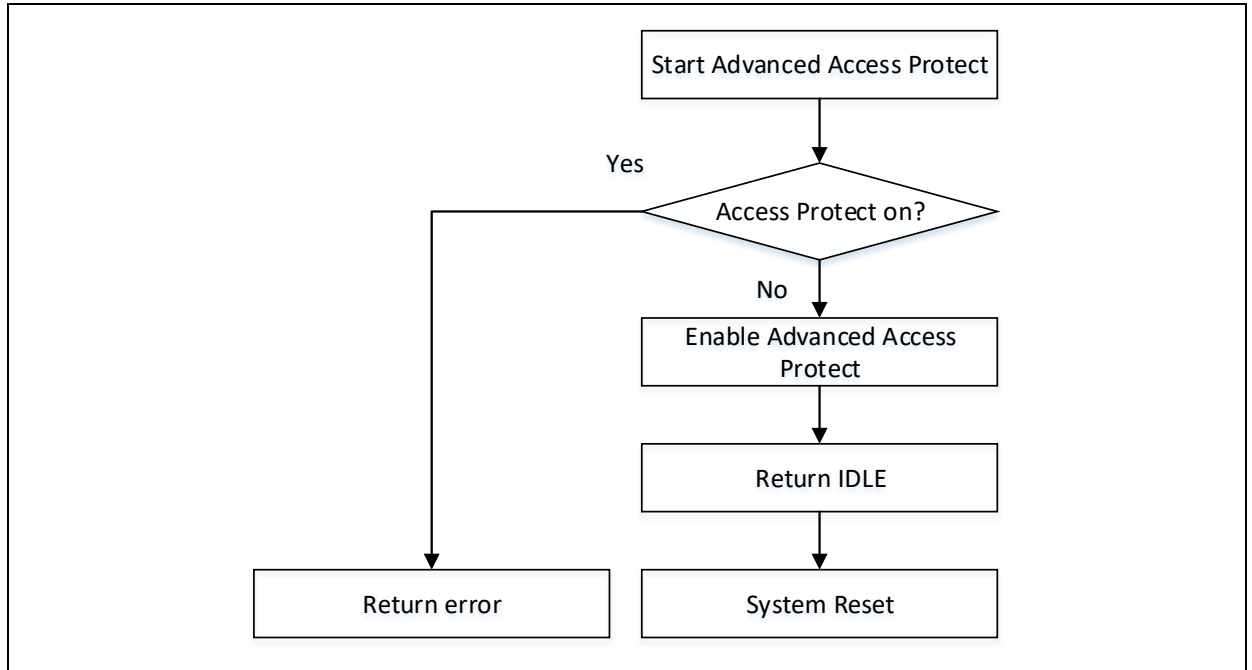 Start Advanced Access Protect
Yes
Access Protect on?
No
Enable Advanced Access
Protect
Return IDLE
Return error
System Reset